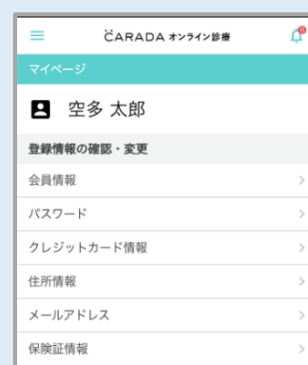 CARADA オンライン診療
マイページ
空多 太郎
登録情報の確認・変更
会員情報
パスワード
クレジットカード情報
住所情報
メールアドレス
保険証情報